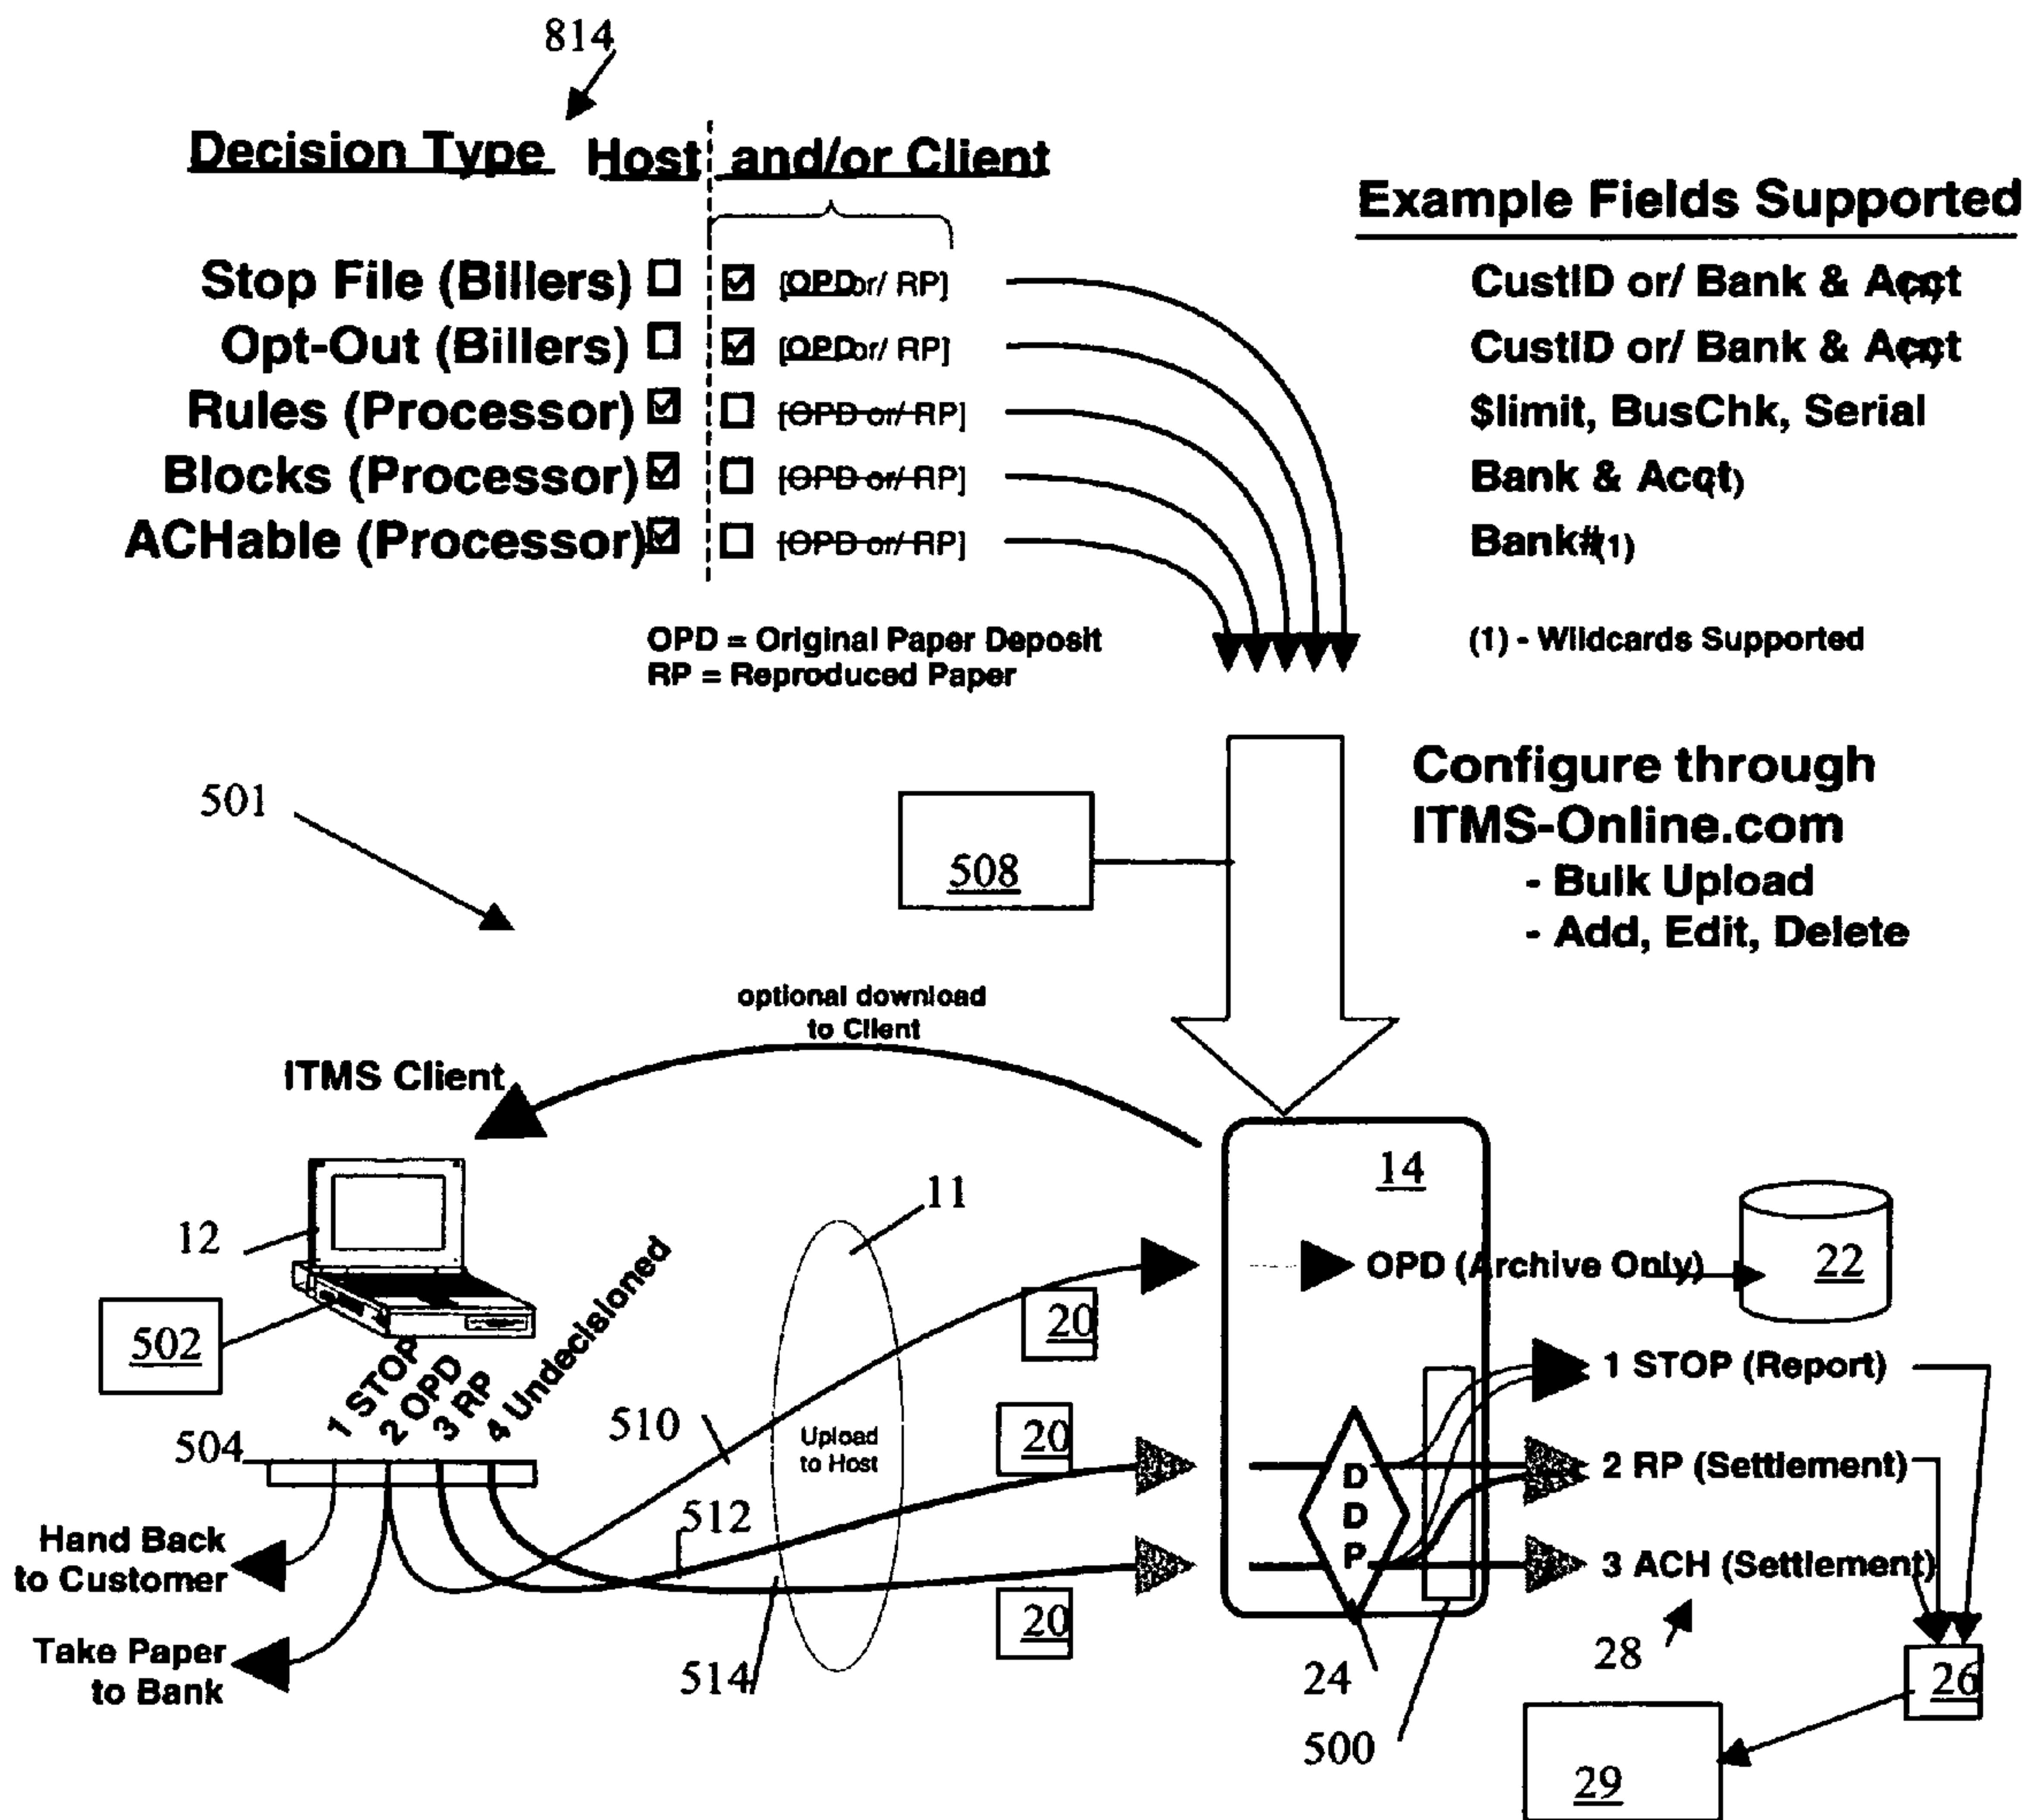 814
Decision Type Host and/or Client
Example Fields Supported
Stop File (Billers) [OPD or/ RP] CustID or/ Bank & Acct
Opt-Out (Billers) [OPD or/ RP] CustID or/ Bank & Acct
Rules (Processor) [OPD or/ RP] $limit, BusChk, Serial
Blocks (Processor) [OPD or/ RP] Bank & Acct
ACHable (Processor) [OPD or/ RP] Bank#(1)
OPD = Original Paper Deposit
RP = Reproduced Paper
(1) - Wildcards Supported
Configure through
ITMS-Online.com
- Bulk Upload
- Add, Edit, Delete
501
508
optional download
to Client
ITMS Client
14
11
12
OPD (Archive Only)
22
502
20
1 STOP
2 OPD
3 RP
4 Undecisioned
1 STOP (Report)
504
510
Upload
to Host
20
DDP
2 RP (Settlement)
512
Hand Back
to Customer
3 ACH (Settlement)
20
Take Paper
to Bank
514
24
28
26
500
29